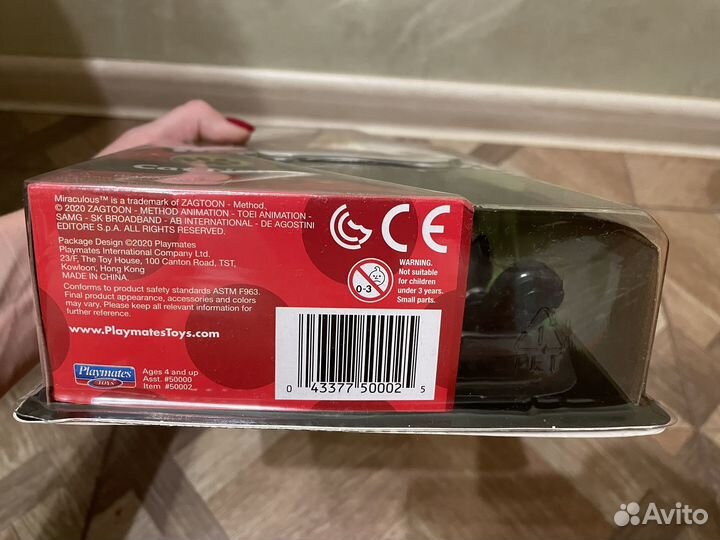 Miraculous™ is a trademark of ZAGTOON - Method.
© 2020 ZAGTOON - METHOD ANIMATION - TOEI ANIMATION -
SAMG - SK BROADBAND - AB INTERNATIONAL - DE AGOSTINI
EDITORE S.p.A. ALL RIGHTS RESERVED.
Package Design ©2020 Playmates
Playmates International Company Ltd.
23/F, The Toy House, 100 Canton Road, TST,
Kowloon, Hong Kong
MADE IN CHINA.
Conforms to product safety standards ASTM F963.
Final product appearance, accessories and colors
may vary. Please keep all relevant information for
further reference.
www.PlaymatesToys.com
Playmates
TOYS
Ages 4 and up
Asst. #50000
Item #50002
CE
0-3
WARNING.
Not suitable
for children
under 3 years.
Small parts.
0 43377 50002 5
PET
Avito